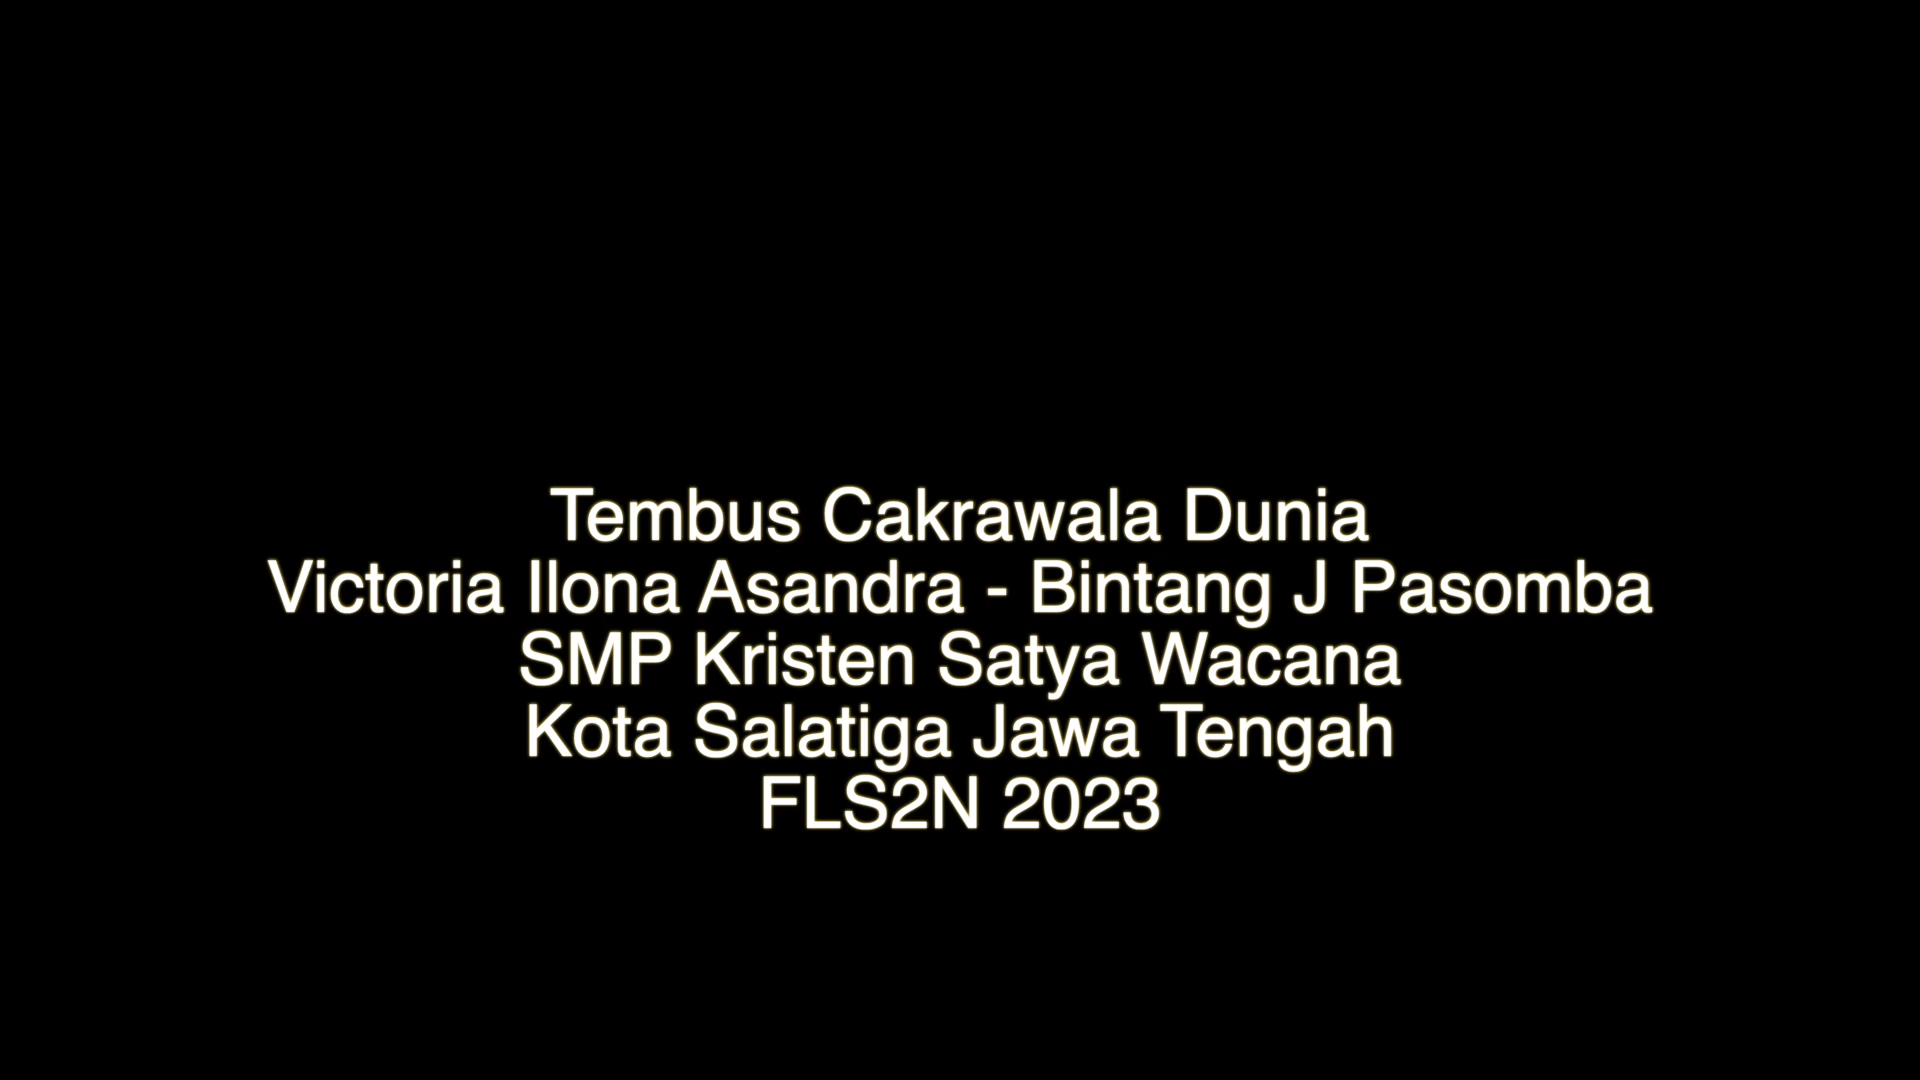 Tembus Cakrawala Dunia
Victoria Ilona Asandra - Bintang J Pasomba
SMP Kristen Satya Wacana
Kota Salatiga Jawa Tengah
FLS2N 2023